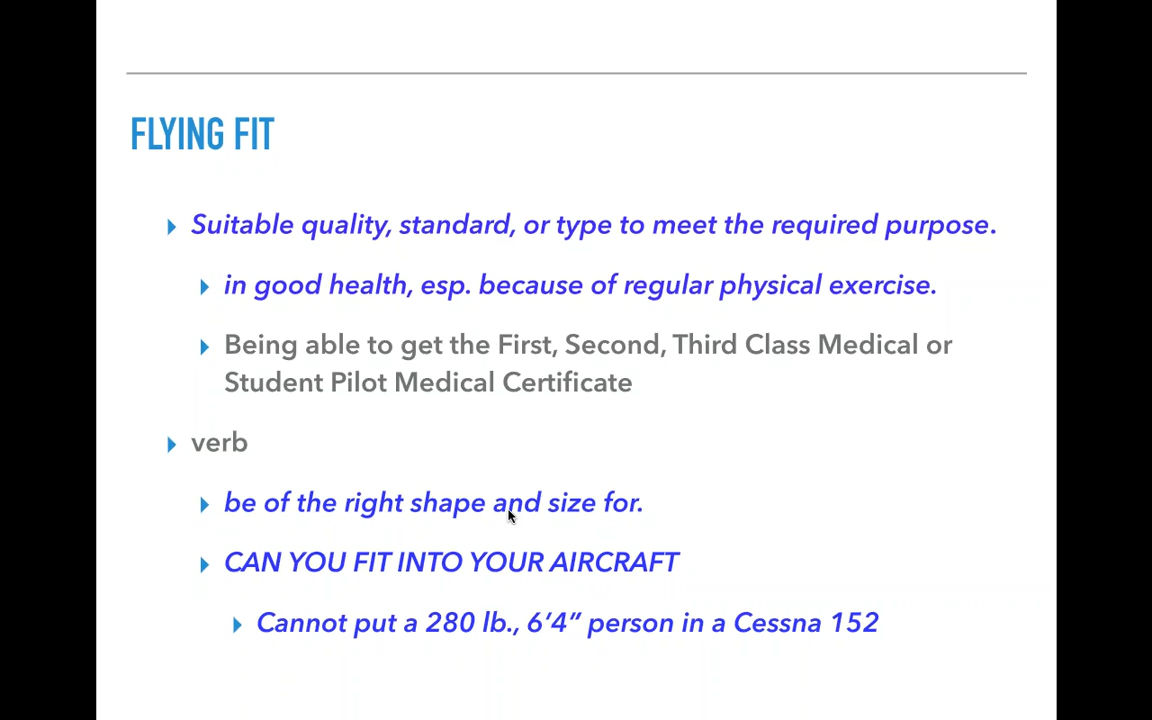 FLYING FIT
Suitable quality, standard, or type to meet the required purpose.
in good health, esp. because of regular physical exercise.
Being able to get the First, Second, Third Class Medical or
Student Pilot Medical Certificate
verb
be of the right shape and size for.
CAN YOU FIT INTO YOUR AIRCRAFT
Cannot put a 280 lb., 6’4” person in a Cessna 152